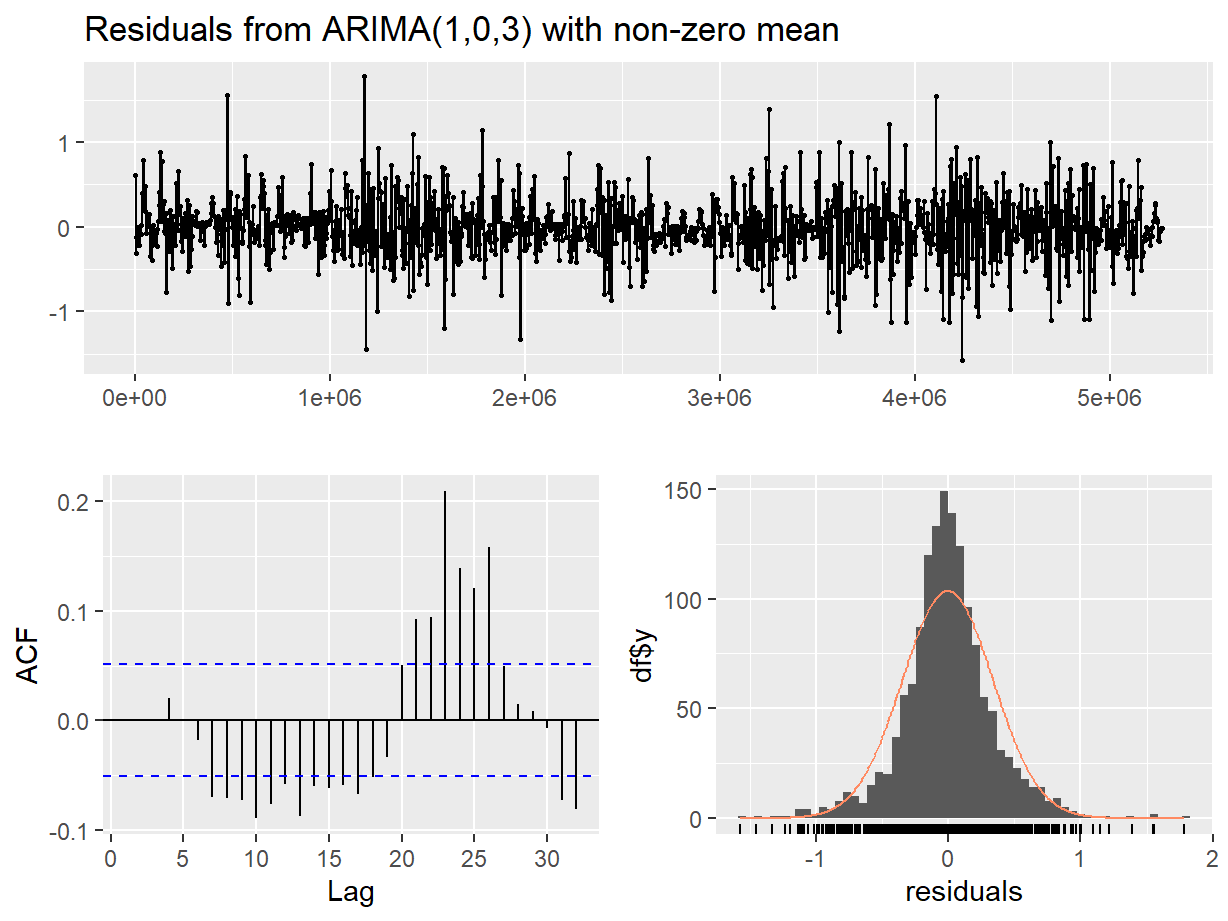 Residuals from ARIMA(1,0,3) with non-zero mean
1
0
-1
0e+00 1e+06 2e+06 3e+06 4e+06 5e+06
ACF
0.2
0.1
0.0
-0.1
0 5 10 15 20 25 30
Lag
df$y
150
100
50
0
-1 0 1 2
residuals